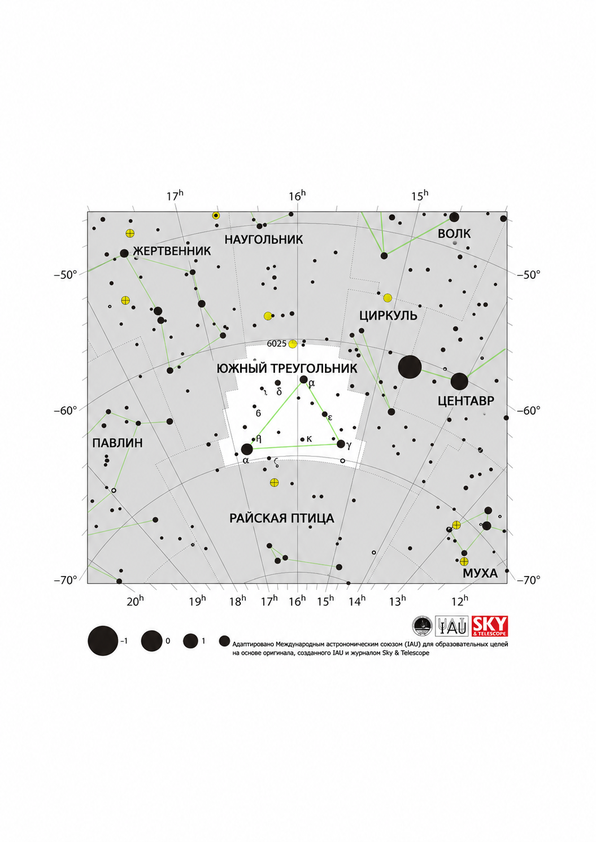 17h 16h 15h
НАУГОЛЬНИК
ВОЛК
ЖЕРТВЕННИК
–50° –50°
ЦИРКУЛЬ
6025
ЮЖНЫЙ ТРЕУГОЛЬНИК
ι δ α
ЦЕНТАВР
–60° –60°
6 ε
ПАВЛИН
η κ γ
α ζ
РАЙСКАЯ ПТИЦА
МУХА
–70° –70°
20h 19h 18h 17h 16h 15h 14h 13h 12h
IAU
SKY
& TELESCOPE
–1 0 1
Адаптировано Международным астрономическим союзом (IAU) для образовательных целей
на основе оригинала, созданного IAU и журналом Sky & Telescope